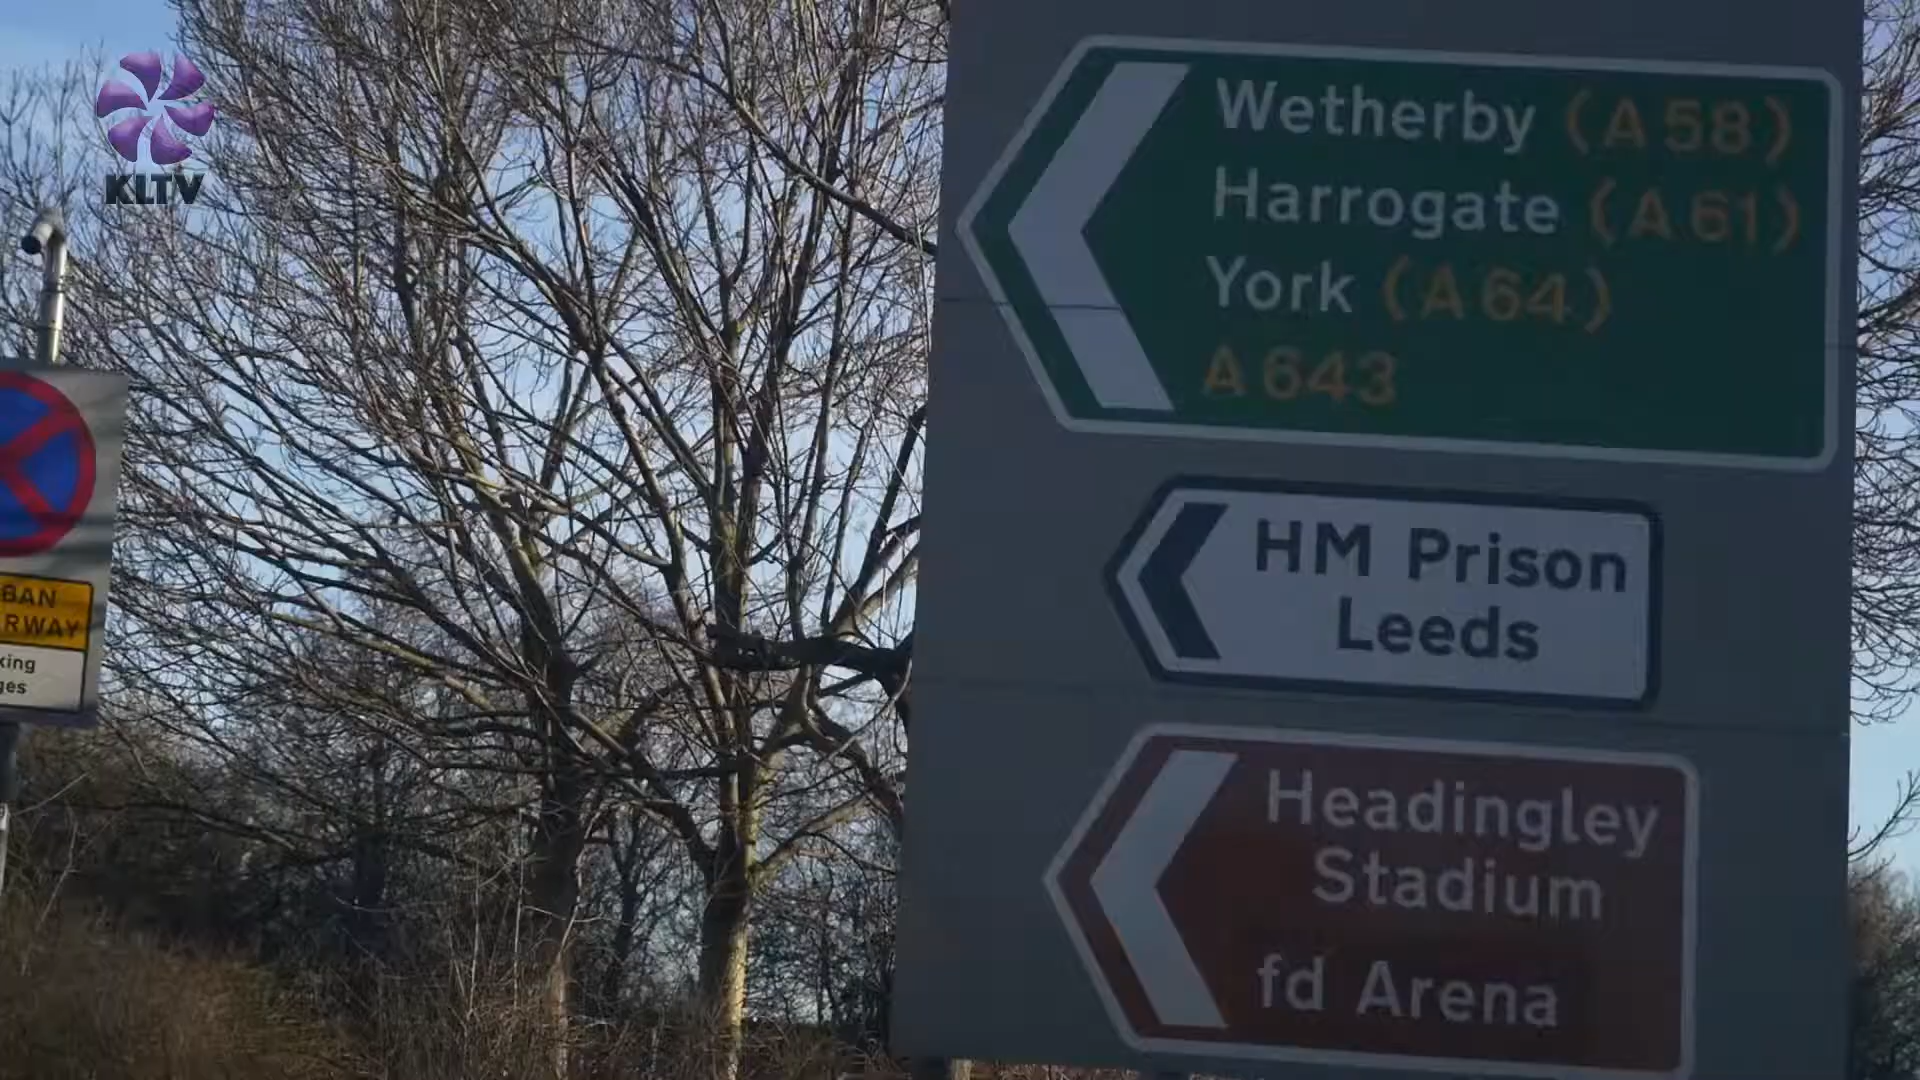 KLTV
Wetherby (A58)
Harrogate (A61)
York (A64)
A643
HM Prison
Leeds
Headingley
Stadium
fd Arena
BAN
RWAY
king
ges